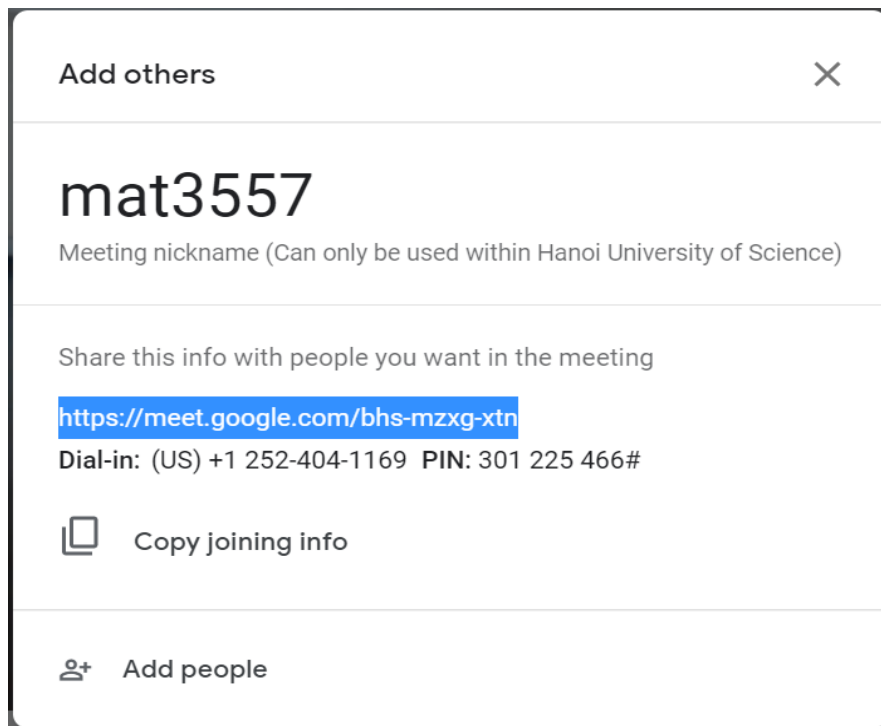 Add others
mat3557
Meeting nickname (Can only be used within Hanoi University of Science)
Share this info with people you want in the meeting
https://meet.google.com/bhs-mzxg-xtn
Dial-in: (US) +1 252-404-1169 PIN: 301 225 466#
Copy joining info
Add people